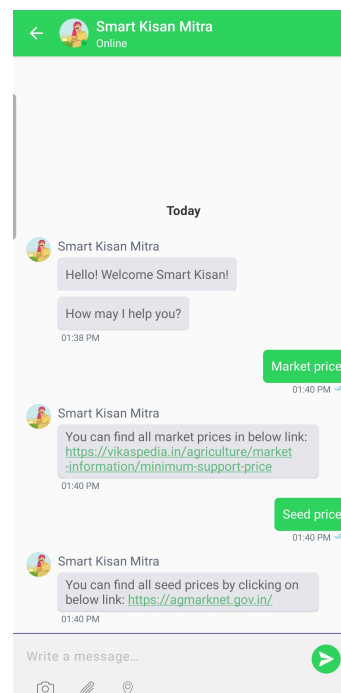 Smart Kisan Mitra
Online
Today
Smart Kisan Mitra
Hello! Welcome Smart Kisan!
How may I help you?
01:38 PM
Market price
01:40 PM
Smart Kisan Mitra
You can find all market prices in below link:
https://vikaspedia.in/agriculture/market
-information/minimum-support-price
01:40 PM
Seed price
01:40 PM
Smart Kisan Mitra
You can find all seed prices by clicking on
below link: https://agmarknet.gov.in/
01:40 PM
Write a message...